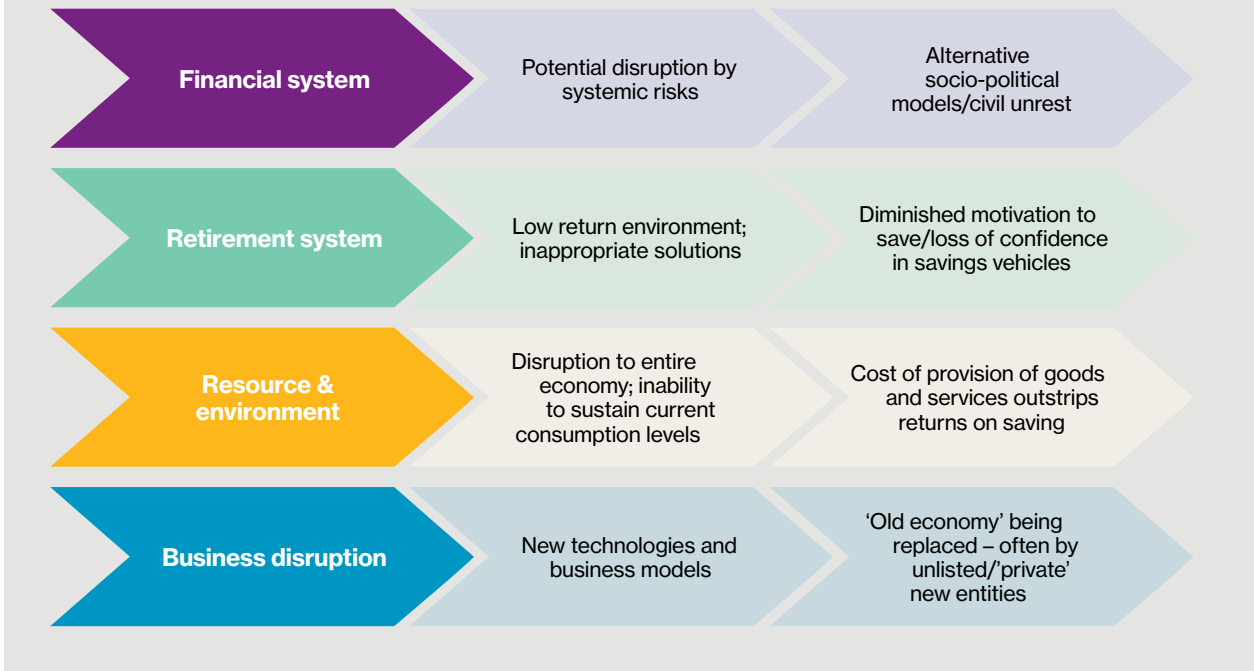 Financial system
Potential disruption by
systemic risks
Alternative
socio-political
models/civil unrest
Retirement system
Low return environment;
inappropriate solutions
Diminished motivation to
save/loss of confidence
in savings vehicles
Resource &
environment
Disruption to entire
economy; inability
to sustain current
consumption levels
Cost of provision of goods
and services outstrips
returns on saving
Business disruption
New technologies and
business models
‘Old economy’ being
replaced – often by
unlisted/’private’
new entities